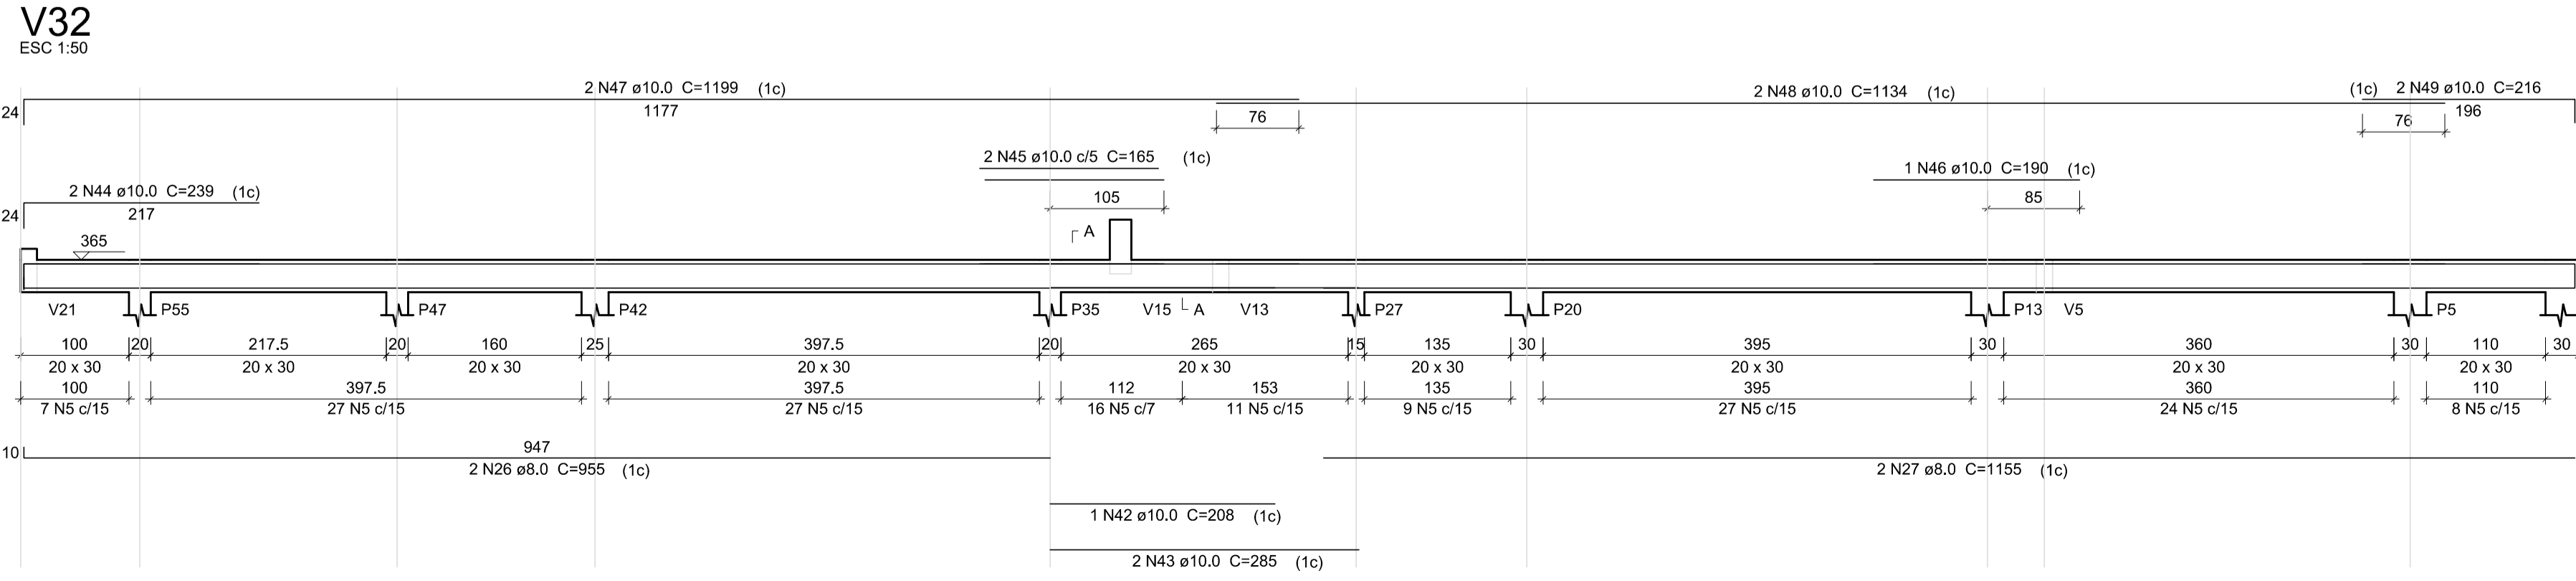 V32
ESC 1:50
2 N47 ø10.0 C=1199 (1c)
1177
24
76
2 N48 ø10.0 C=1134 (1c)
(1c) 2 N49 ø10.0 C=216
196
76
2 N45 ø10.0 c/5 C=165 (1c)
105
1 N46 ø10.0 C=190 (1c)
85
2 N44 ø10.0 C=239 (1c)
217
24
365
A
V21 P55 P47 P42 P35 V15 A V13 P27 P20 P13 V5 P5
100 20 217.5 20 160 25 397.5 20 265 15 135 30 395 30 360 30 110 30
20 x 30 20 x 30 20 x 30 20 x 30 20 x 30 20 x 30 20 x 30 20 x 30 20 x 30
100 397.5 397.5 112 153 135 395 360 110
7 N5 c/15 27 N5 c/15 27 N5 c/15 16 N5 c/7 11 N5 c/15 9 N5 c/15 27 N5 c/15 24 N5 c/15 8 N5 c/15
10
947
2 N26 ø8.0 C=955 (1c)
2 N27 ø8.0 C=1155 (1c)
1 N42 ø10.0 C=208 (1c)
2 N43 ø10.0 C=285 (1c)